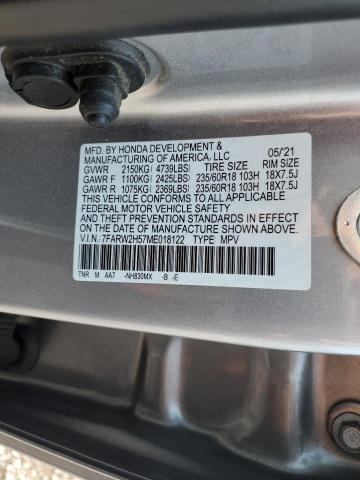 MFD. BY HONDA DEVELOPMENT & 05/21
MANUFACTURING OF AMERICA, LLC
GVWR 2150KG( 4739LBS) TIRE SIZE RIM SIZE
GAWR F 1100KG( 2425LBS) 235/60R18 103H 18X7.5J
GAWR R 1075KG( 2369LBS) 235/60R18 103H 18X7.5J
THIS VEHICLE CONFORMS TO ALL APPLICABLE
FEDERAL MOTOR VEHICLE SAFETY
STANDARDS IN EFFECT
ON THE DATE OF MANUFACTURE SHOWN ABOVE.
V.I.N.: 7FARW2H57ME018122 TYPE MPV
TNR M AA7 -NH830MX -B -E